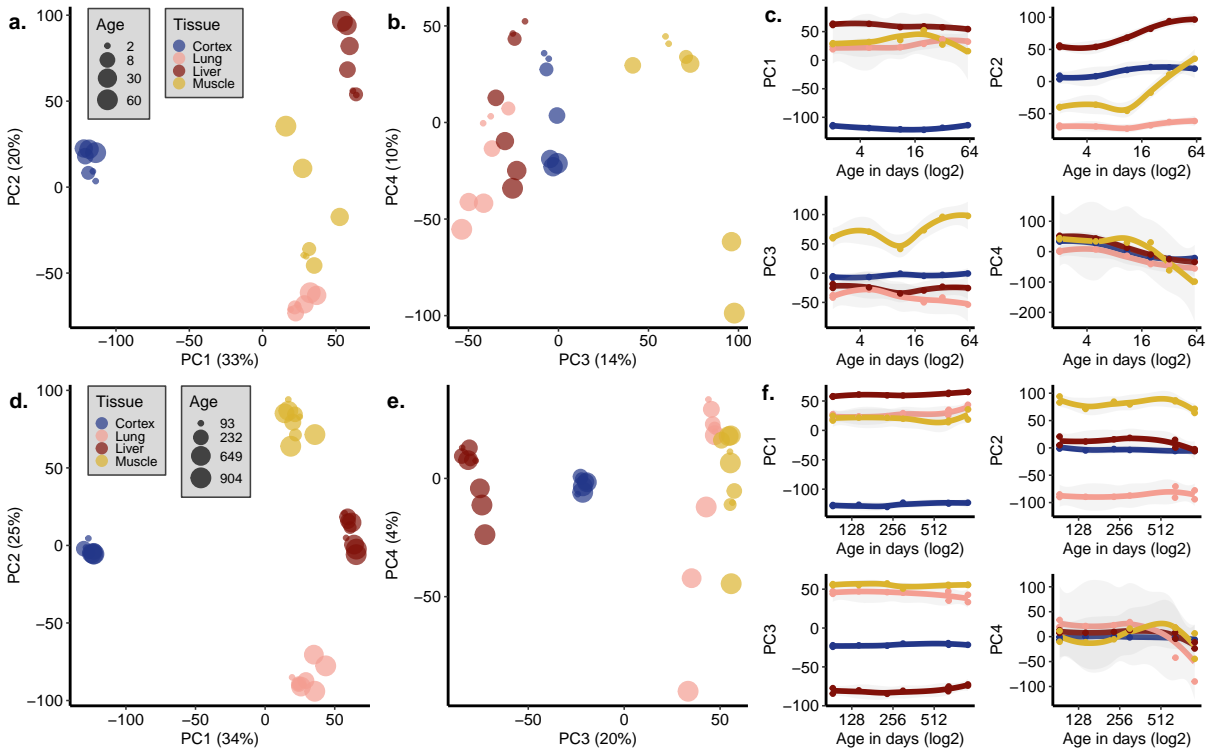 a.
Age
2
8
30
60
Tissue
Cortex
Lung
Liver
Muscle
PC2 (20%)
100
50
0
−50
−100
−50
0
50
PC1 (33%)
b.
PC4 (10%)
50
0
−50
−100
−50
0
50
100
PC3 (14%)
c.
PC1
50
0
−50
−100
4
16
64
Age in days (log2)
PC2
100
50
0
−50
4
16
64
Age in days (log2)
PC3
100
50
0
−50
4
16
64
Age in days (log2)
PC4
100
0
−100
−200
4
16
64
Age in days (log2)
d.
Tissue
Cortex
Lung
Liver
Muscle
Age
93
232
649
904
PC2 (25%)
100
50
0
−50
−100
−100
−50
0
50
PC1 (34%)
e.
PC4 (4%)
0
−50
−50
0
50
PC3 (20%)
f.
PC1
50
0
−50
−100
128
256
512
Age in days (log2)
PC2
100
50
0
−50
−100
128
256
512
Age in days (log2)
PC3
50
0
−50
−100
128
256
512
Age in days (log2)
PC4
100
50
0
−50
−100
128
256
512
Age in days (log2)